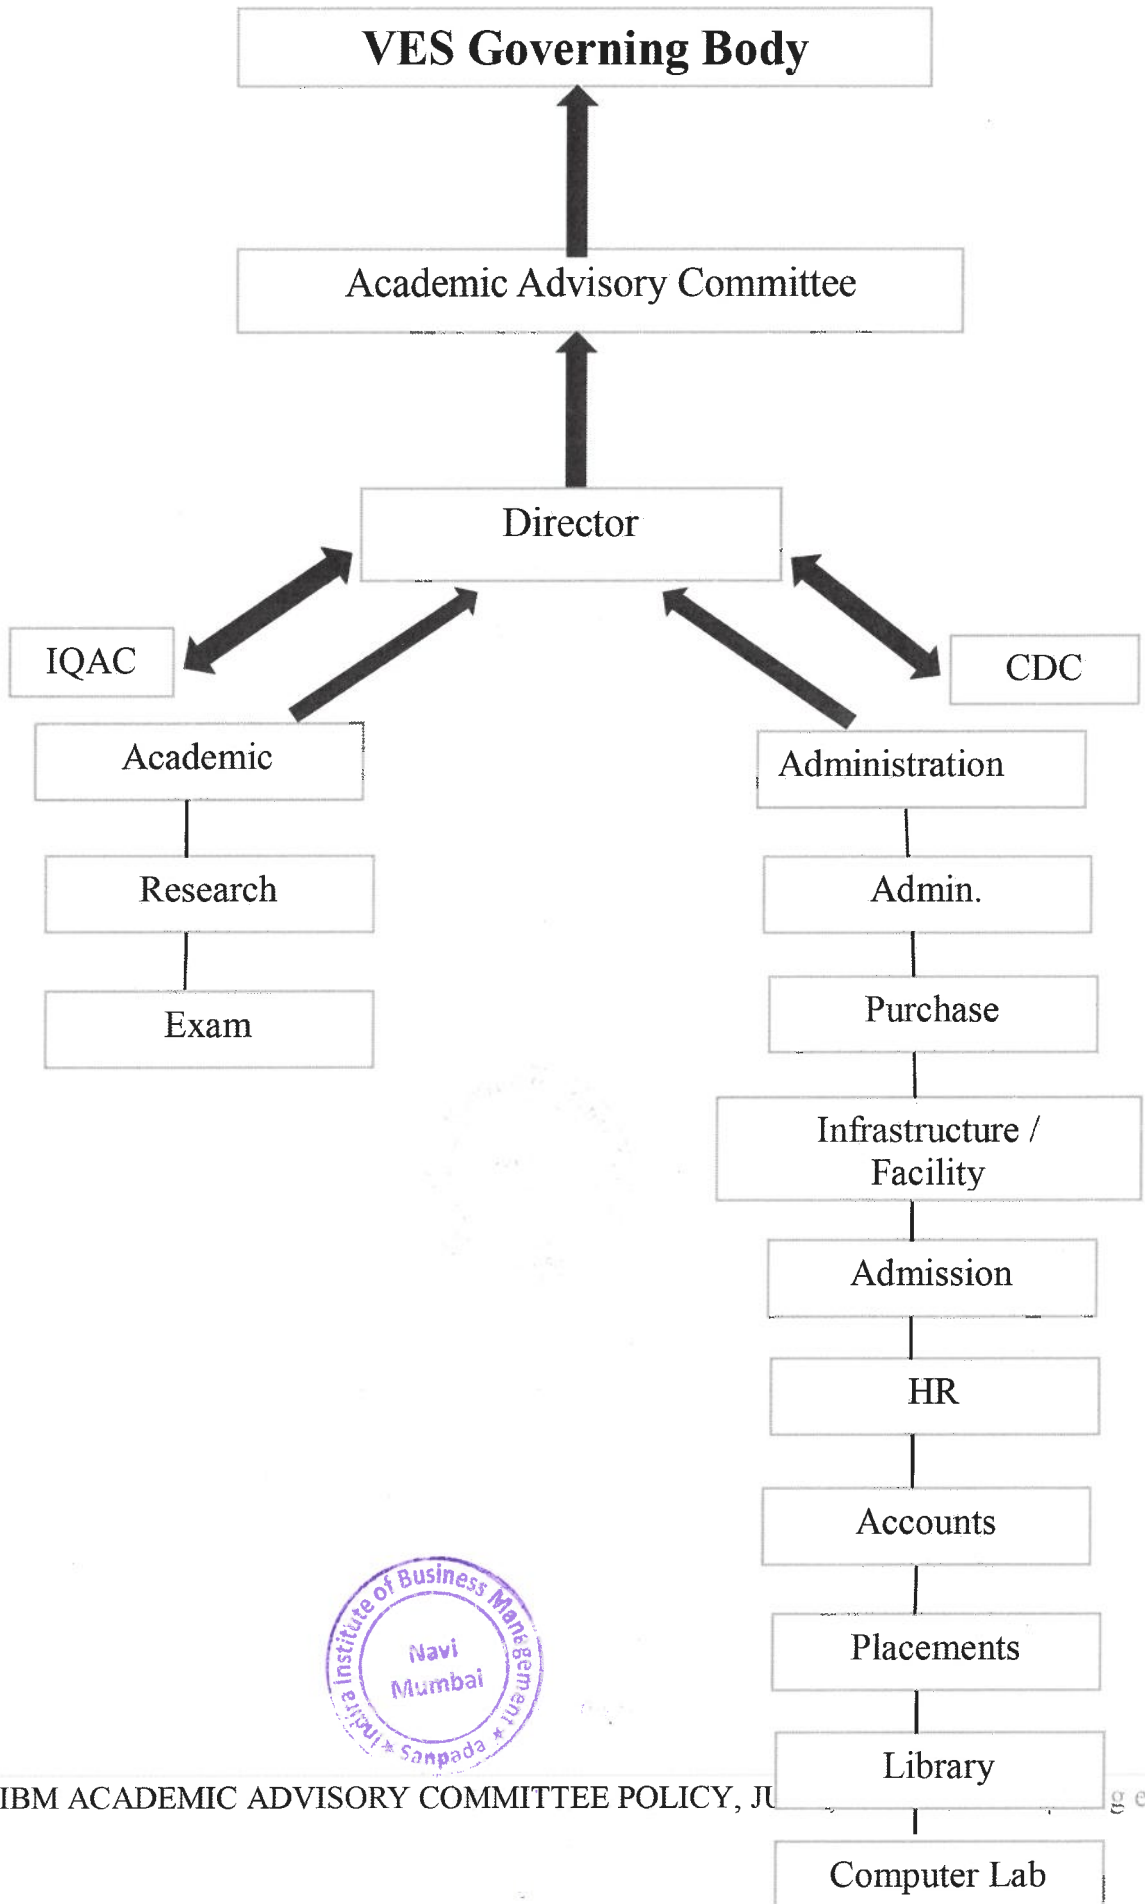 VES Governing Body
Academic Advisory Committee
Director
IQAC
CDC
Academic
Administration
Research
Admin.
Exam
Purchase
Infrastructure /
Facility
Admission
HR
Accounts
Placements
Library
Computer Lab
Indira Institute of Business Management
Navi
Mumbai
* Sanpada *
IBM ACADEMIC ADVISORY COMMITTEE POLICY,